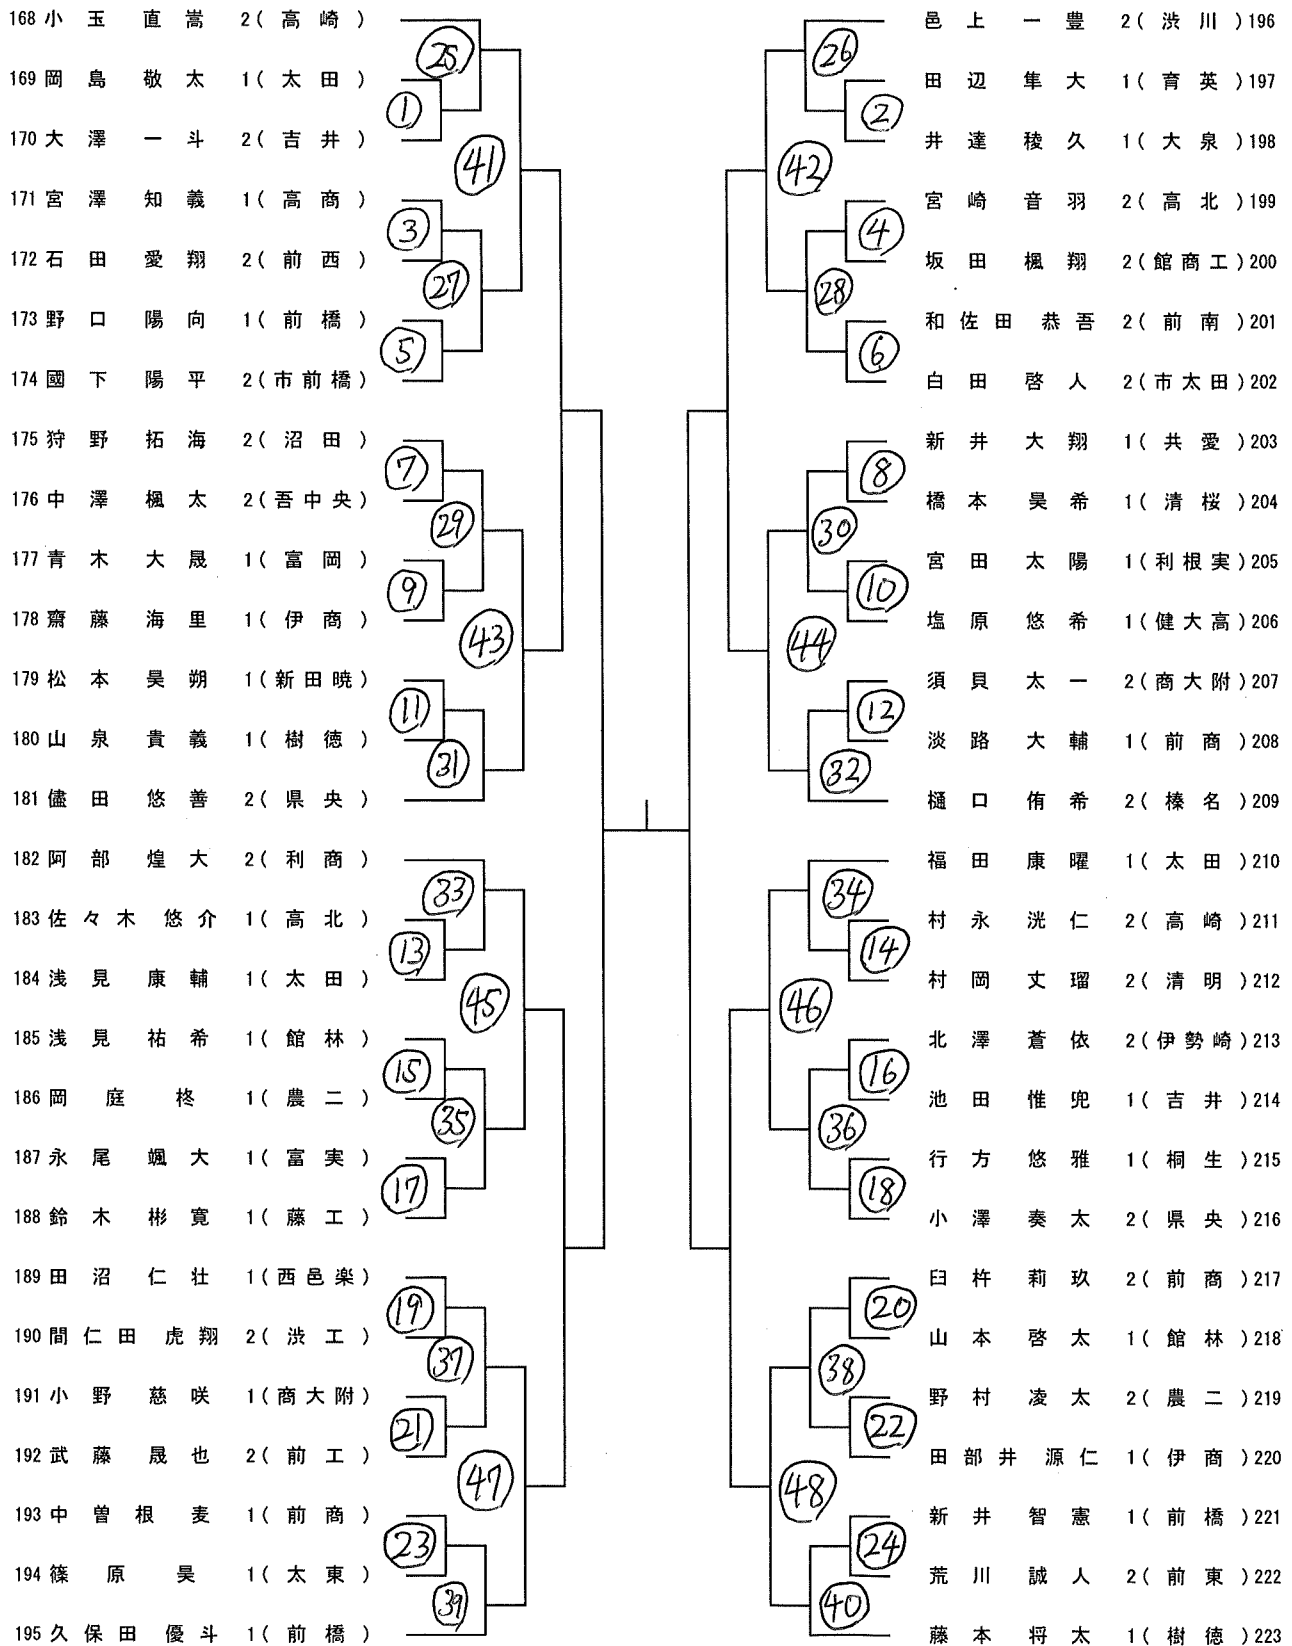 168 小玉 直嵩 2(高崎)
169 岡島 敬太 1(太田)
170 大澤 一斗 2(吉井)
171 宮澤 知義 1(高商)
172 石田 愛翔 2(前西)
173 野口 陽向 1(前橋)
174 國下 陽平 2(市前橋)
175 狩野 拓海 2(沼田)
176 中澤 楓太 2(吾中央)
177 青木 大晟 1(富岡)
178 齋藤 海里 1(伊商)
179 松本 昊朔 1(新田暁)
180 山泉 貴義 1(樹徳)
181 儘田 悠善 2(県央)
182 阿部 煌大 2(利商)
183 佐々木 悠介 1(高北)
184 浅見 康輔 1(太田)
185 浅見 祐希 1(館林)
186 岡庭 柊 1(農二)
187 永尾 颯大 1(富実)
188 鈴木 彬寛 1(藤工)
189 田沼 仁壮 1(西邑楽)
190 間仁田 虎翔 2(渋工)
191 小野 慈咲 1(商大附)
192 武藤 晟也 2(前工)
193 中曽根 麦 1(前商)
194 篠原 昊 1(太東)
195 久保田 優斗 1(前橋)
25
1
41
3
27
5
7
29
9
43
11
31
33
13
45
15
35
17
19
37
21
47
23
39
26
2
42
4
28
6
8
30
10
44
12
32
34
14
46
16
36
18
20
38
22
48
24
40
邑上 一豊 2(渋川)196
田辺 隼大 1(育英)197
井達 稜久 1(大泉)198
宮崎 音羽 2(高北)199
坂田 楓翔 2(館商工)200
和佐田 恭吾 2(前南)201
白田 啓人 2(市太田)202
新井 大翔 1(共愛)203
橋本 昊希 1(清桜)204
宮田 太陽 1(利根実)205
塩原 悠希 1(健大高)206
須貝 太一 2(商大附)207
淡路 大輔 1(前商)208
樋口 侑希 2(榛名)209
福田 康曜 1(太田)210
村永 洸仁 2(高崎)211
村岡 丈瑠 2(清明)212
北澤 蒼依 2(伊勢崎)213
池田 惟兜 1(吉井)214
行方 悠雅 1(桐生)215
小澤 奏太 2(県央)216
臼杵 莉玖 2(前商)217
山本 啓太 1(館林)218
野村 凌太 2(農二)219
田部井 源仁 1(伊商)220
新井 智憲 1(前橋)221
荒川 誠人 2(前東)222
藤本 将太 1(樹徳)223